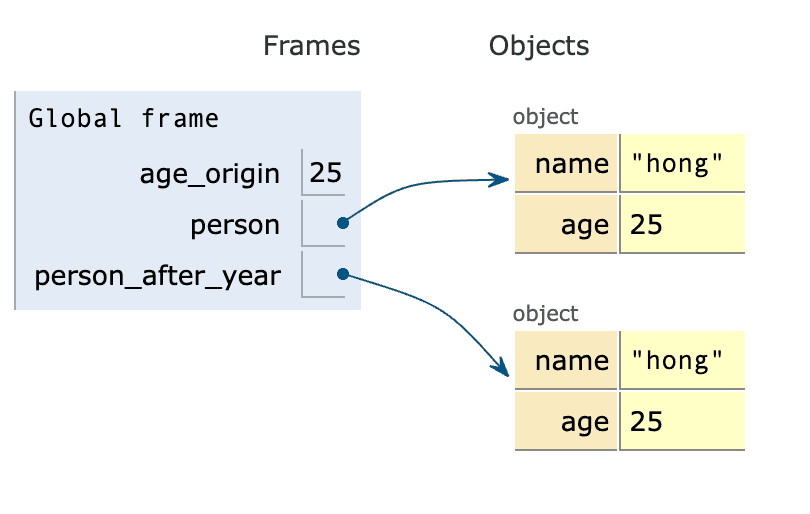 Frames Objects
Global frame
age_origin 25
person
person_after_year
object
name "hong"
age 25
object
name "hong"
age 25